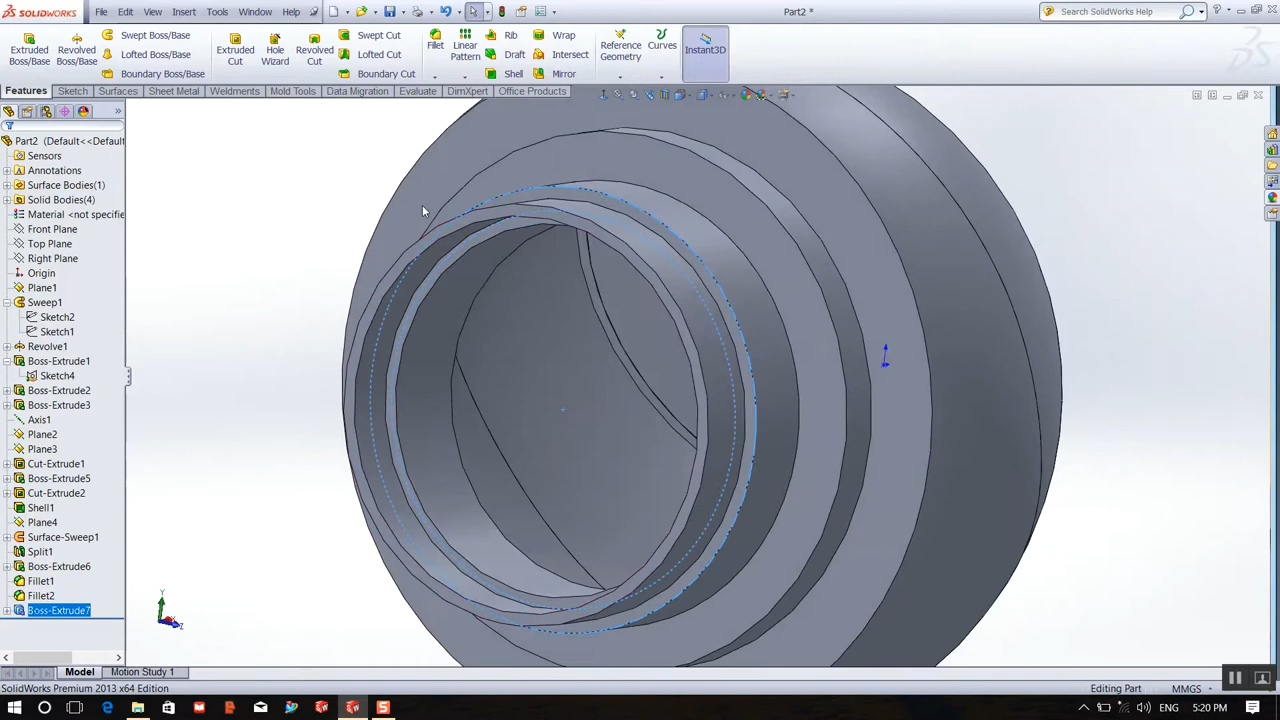 SOLIDWORKS File Edit View Insert Tools Window Help Part2 * Search SolidWorks Help
Extruded Boss/Base Revolved Boss/Base Swept Boss/Base Lofted Boss/Base Boundary Boss/Base Extruded Cut Hole Wizard Revolved Cut Swept Cut Lofted Cut Boundary Cut Fillet Linear Pattern Rib Draft Shell Wrap Intersect Mirror Reference Geometry Curves Instant3D
Features Sketch Surfaces Sheet Metal Weldments Mold Tools Data Migration Evaluate DimXpert Office Products
Part2 (Default<<Default
Sensors
Annotations
Surface Bodies(1)
Solid Bodies(4)
Material <not specifie
Front Plane
Top Plane
Right Plane
Origin
Plane1
Sweep1
Sketch2
Sketch1
Revolve1
Boss-Extrude1
Sketch4
Boss-Extrude2
Boss-Extrude3
Axis1
Plane2
Plane3
Cut-Extrude1
Boss-Extrude5
Cut-Extrude2
Shell1
Plane4
Surface-Sweep1
Split1
Boss-Extrude6
Fillet1
Fillet2
Boss-Extrude7
Y
Z
Model Motion Study 1
SolidWorks Premium 2013 x64 Edition Editing Part MMGS
ENG 5:20 PM